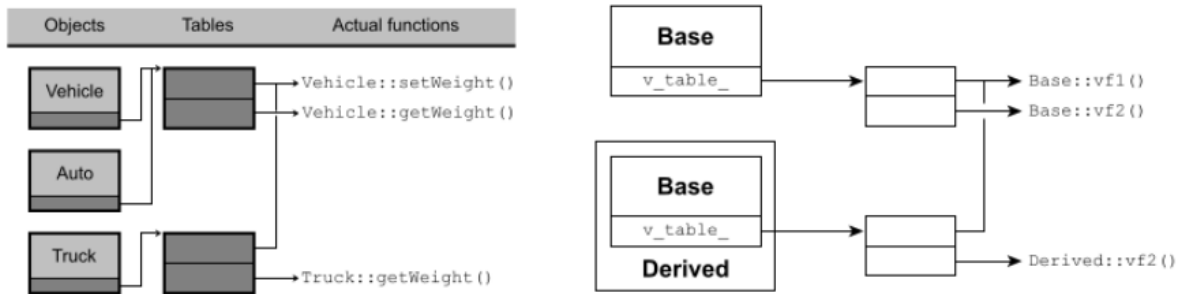 Objects Tables Actual functions
Vehicle
Vehicle::setWeight()
Vehicle::getWeight()
Auto
Truck
Truck::getWeight()
Base
v_table_
Base::vf1()
Base::vf2()
Base
v_table_
Derived
Derived::vf2()